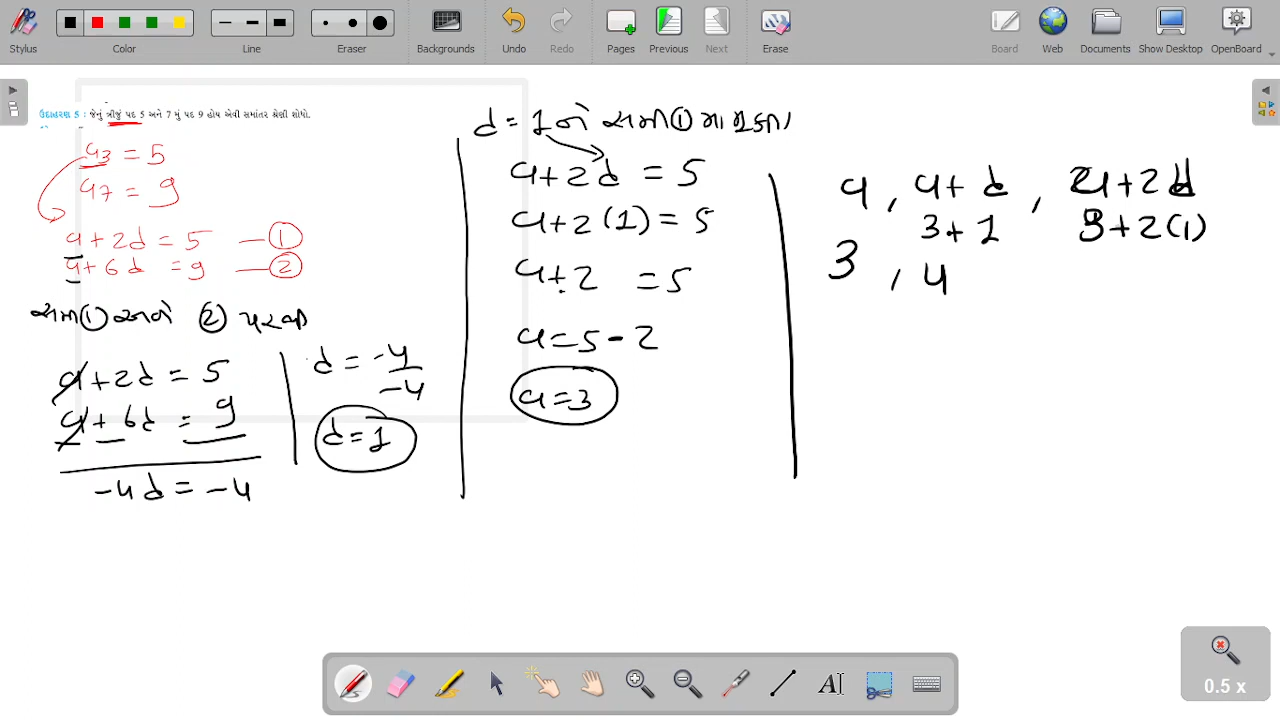 Stylus
Color
Line
Eraser
Backgrounds
Undo
Redo
Pages
Previous
Next
Erase
Board
Web
Documents
Show Desktop
OpenBoard
ઉદાહરણ 5 : જેનું ત્રીજું પદ 5 અને 7 મું પદ 9 હોય એવી સમાંતર શ્રેણી શોધો.
a3 = 5
a7 = 9
a+2d = 5 — ①
a+6d = 9 — ②
સમી ① અને ② પરથી
a+2d = 5
a+6d = 9
-4d = -4
d = -4/-4
d = 1
d = 1 ને સમી ① મા મુકતા
a+2d = 5
a+2(1) = 5
a+2 = 5
a = 5-2
a = 3
a, a+d, a+2d
3+1 3+2(1)
3, 4
0.5 x